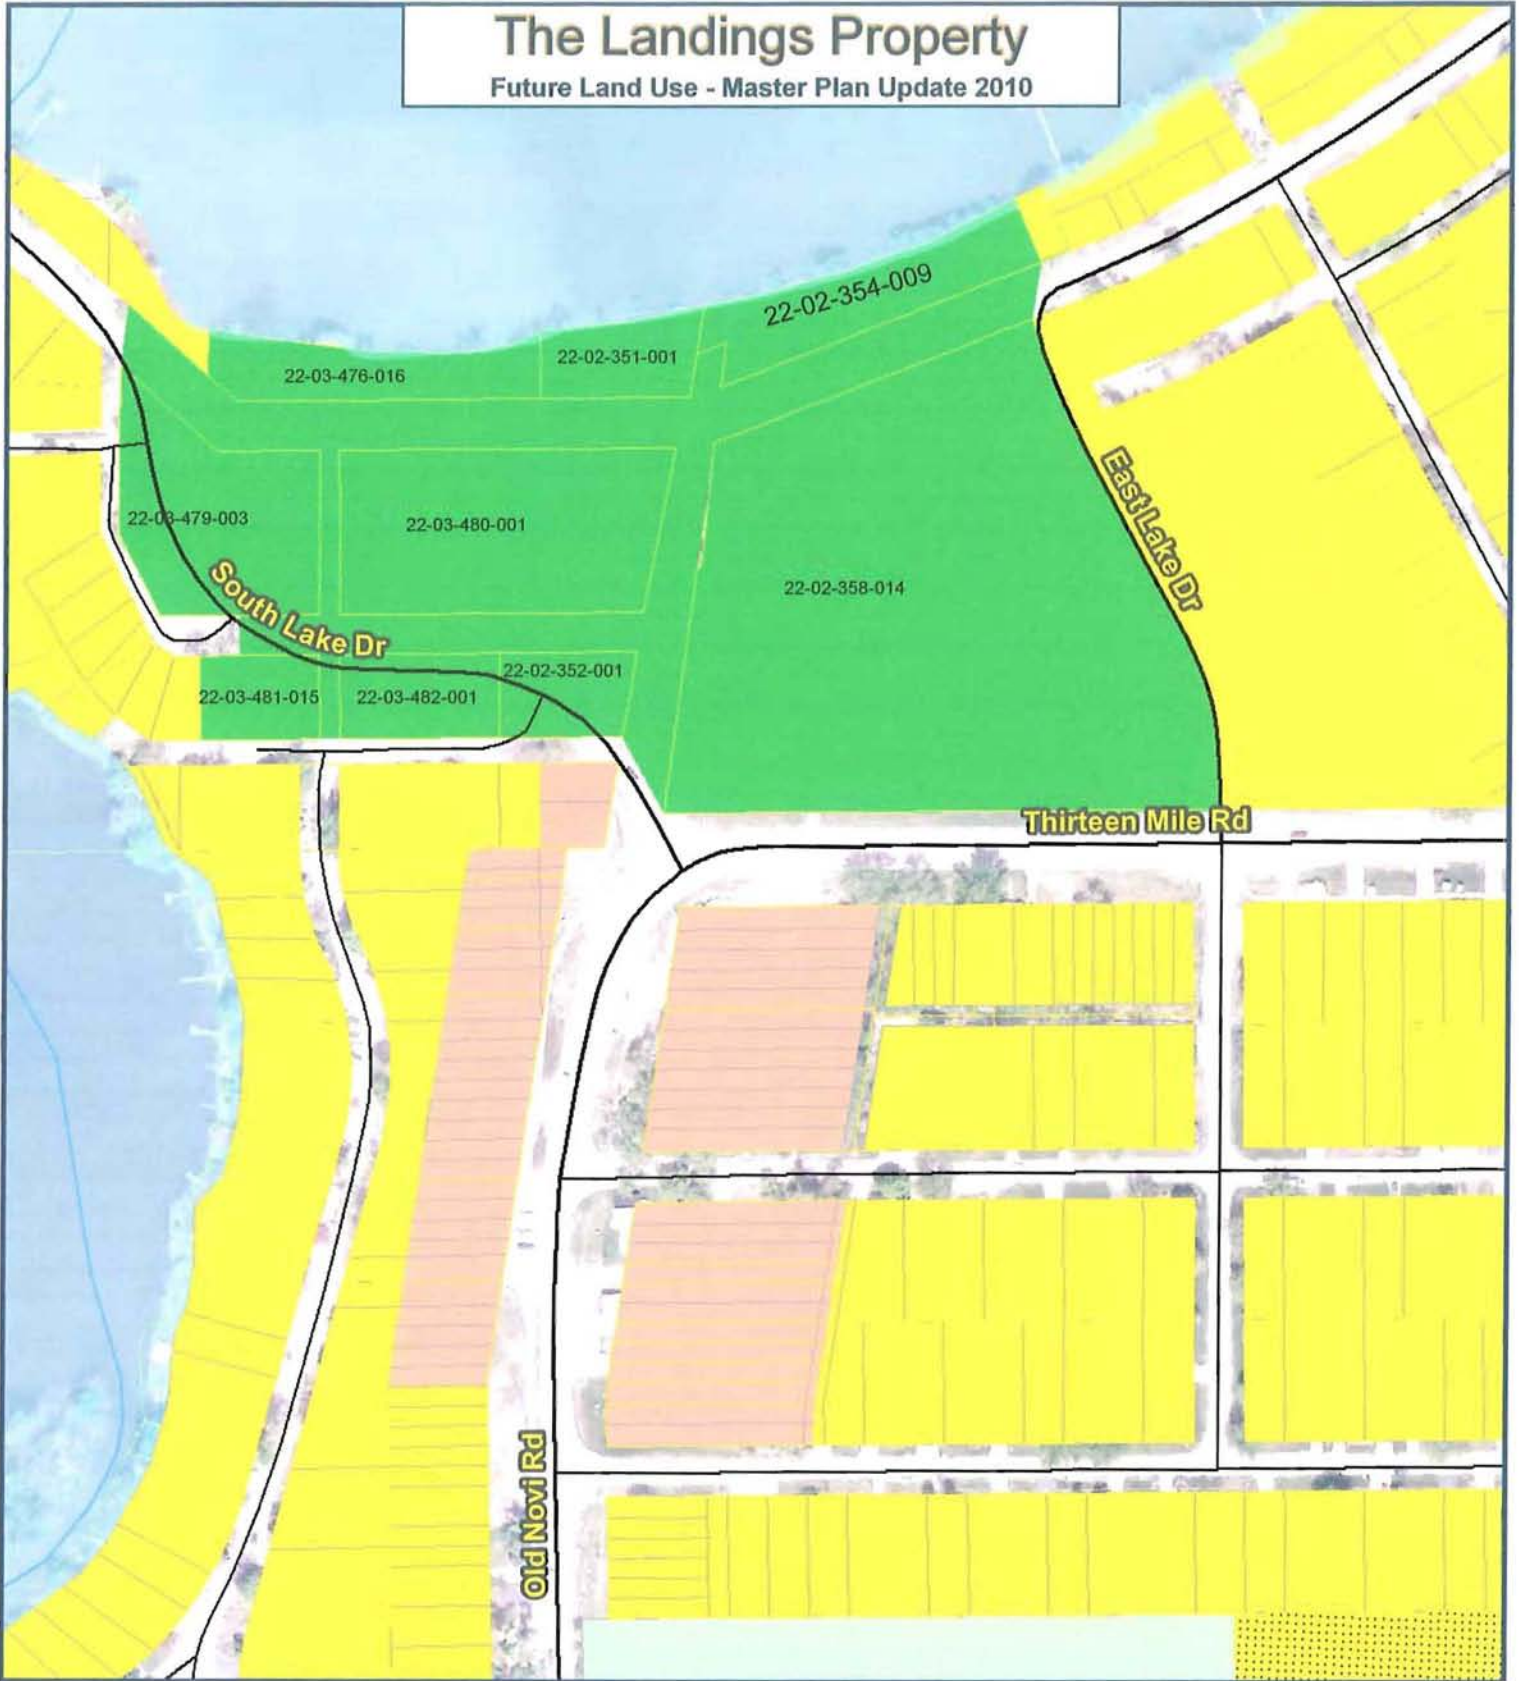 The Landings Property
Future Land Use - Master Plan Update 2010
22-02-354-009
22-02-351-001
22-03-476-016
22-03-479-003
22-03-480-001
22-02-358-014
East Lake Dr
South Lake Dr
22-02-352-001
22-03-481-015
22-03-482-001
Thirteen Mile Rd
Old Novi Rd